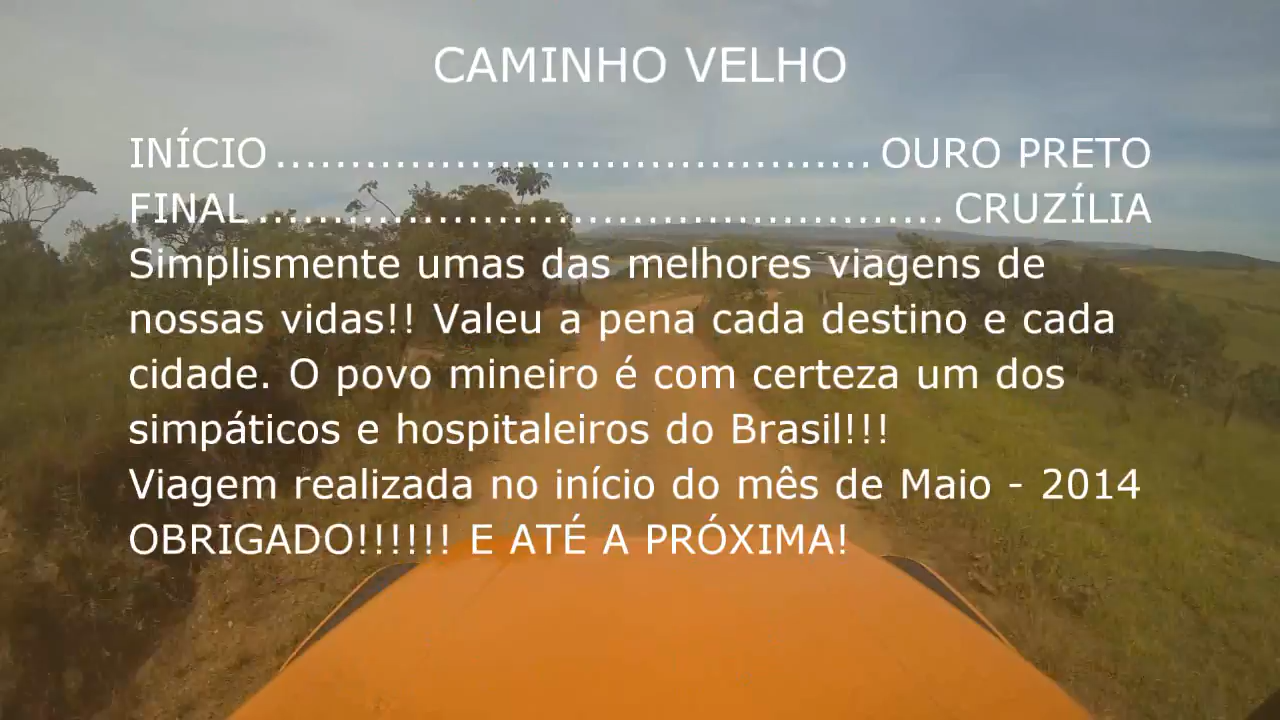 CAMINHO VELHO
INÍCIO........................................OURO PRETO
FINAL..............................................CRUZÍLIA
Simplismente umas das melhores viagens de
nossas vidas!! Valeu a pena cada destino e cada
cidade. O povo mineiro é com certeza um dos
simpáticos e hospitaleiros do Brasil!!!
Viagem realizada no início do mês de Maio - 2014
OBRIGADO!!!!!! E ATÉ A PRÓXIMA!